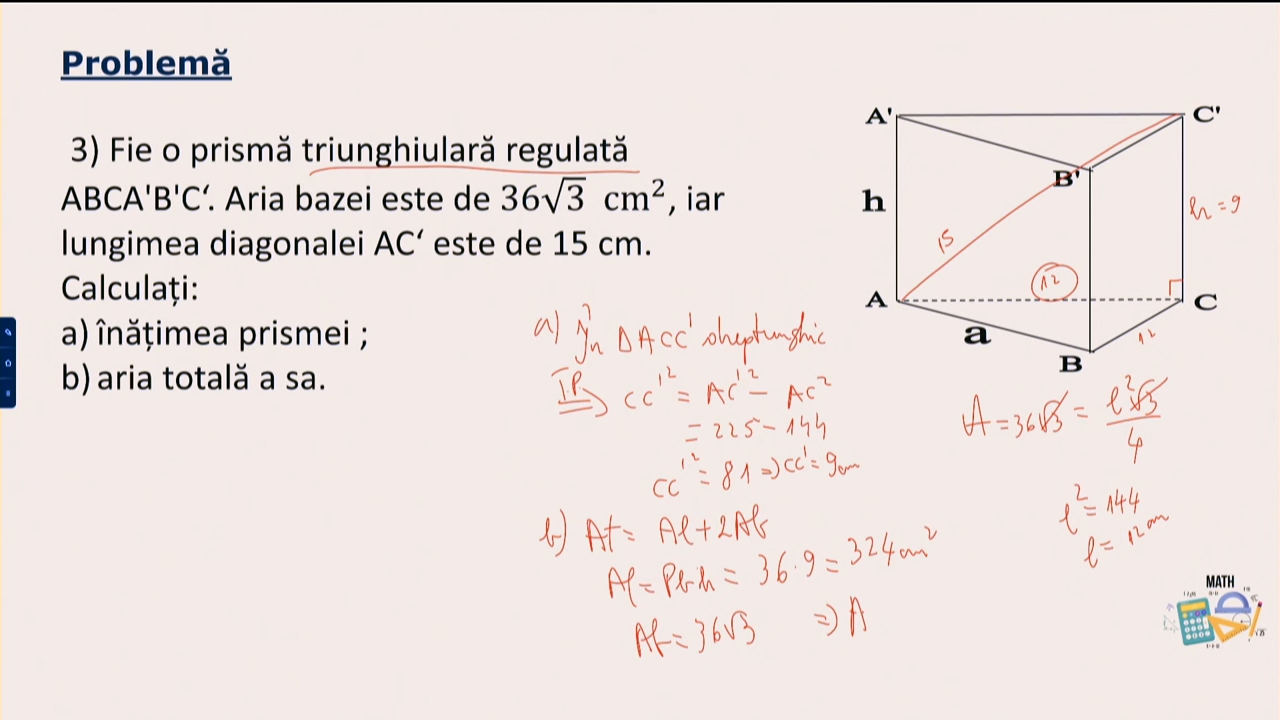 Problemă
3) Fie o prismă triunghiulară regulată
ABCA'B'C‘. Aria bazei este de 36√3 cm², iar
lungimea diagonalei AC‘ este de 15 cm.
Calculați:
a) înățimea prismei ;
b) aria totală a sa.
A'
C'
B'
h
h = 9
15
12
A
C
a
12
B
a) În ΔACC' dreptunghic
T.P. ⇒ CC'² = AC'² - AC²
= 225 - 144
CC'² = 81 ⇒ CC' = 9 cm
b) At = Al + 2Ab
Al = Pb·h = 36·9 = 324 cm²
Ab = 36√3 ⇒ A
A = 36√3 = l²√3/4
l² = 144
l = 12 cm
MATH